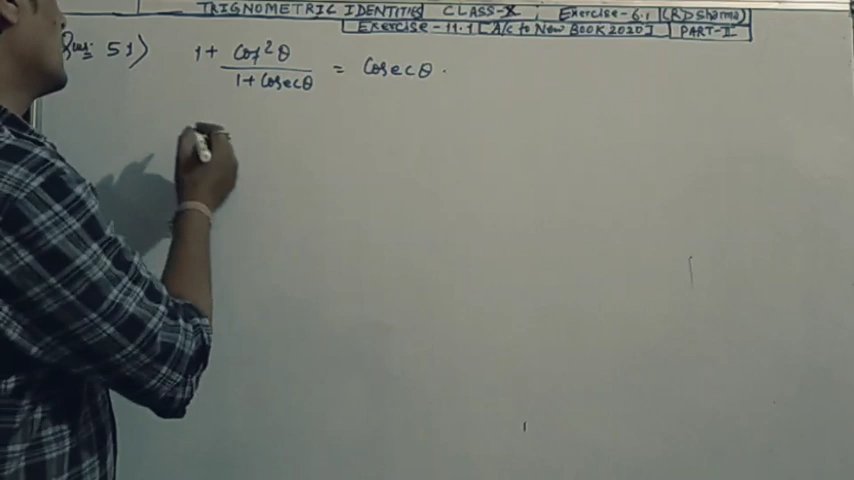 TRIGNOMETRIC IDENTITIES CLASS-X ; Exercise-6.1 (RD Sharma)
Exercise-11.1 [A/c to New BOOK 2020] PART-II
Ques: 51) 1 + cot²θ / 1+cosecθ = cosecθ.